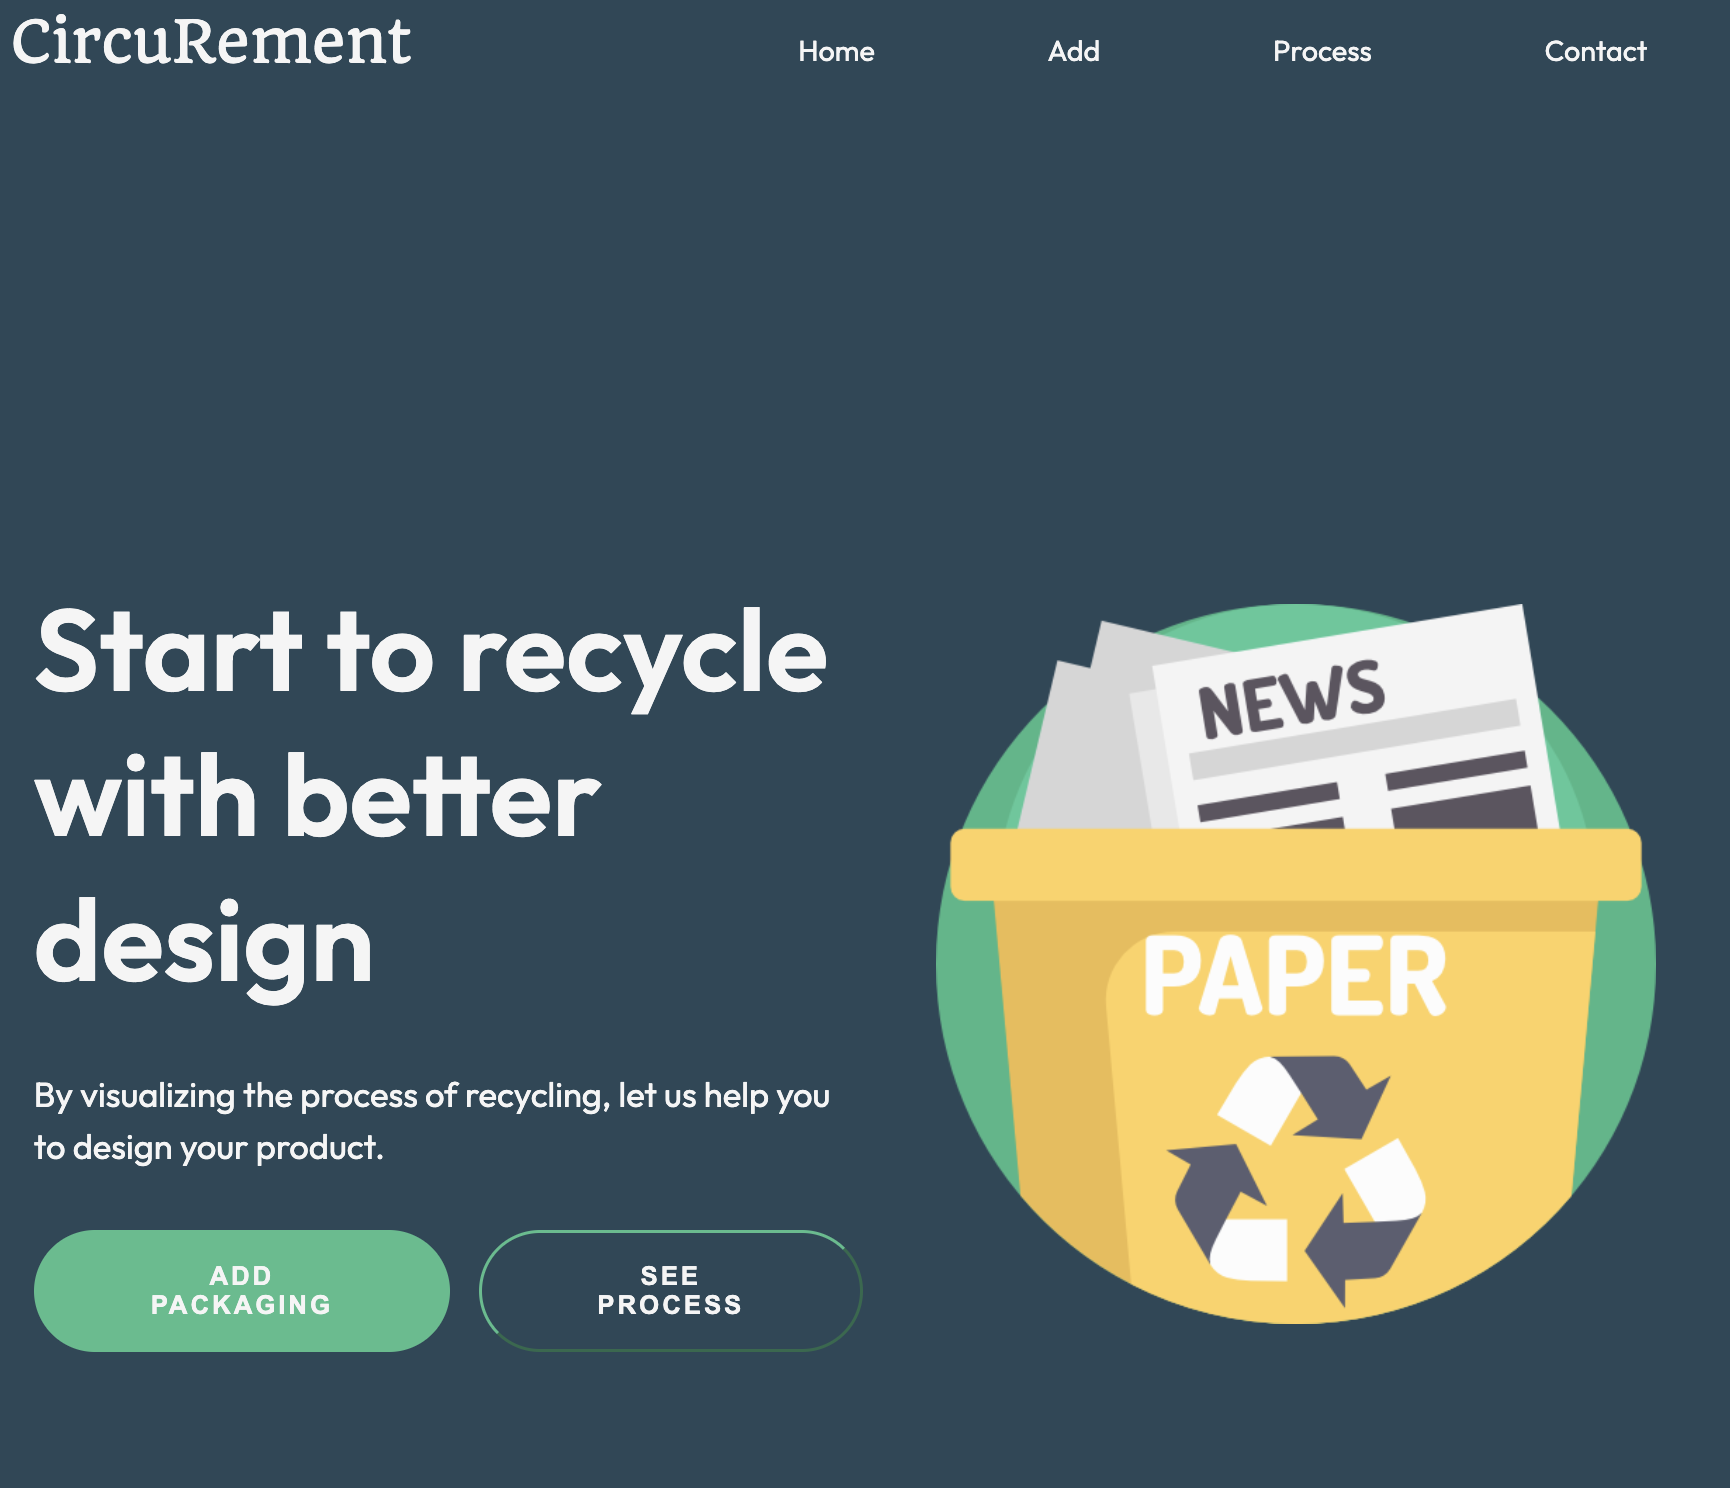 CircuRement
Home Add Process Contact
Start to recycle
with better
design
By visualizing the process of recycling, let us help you
to design your product.
ADD
PACKAGING
SEE
PROCESS
NEWS
PAPER